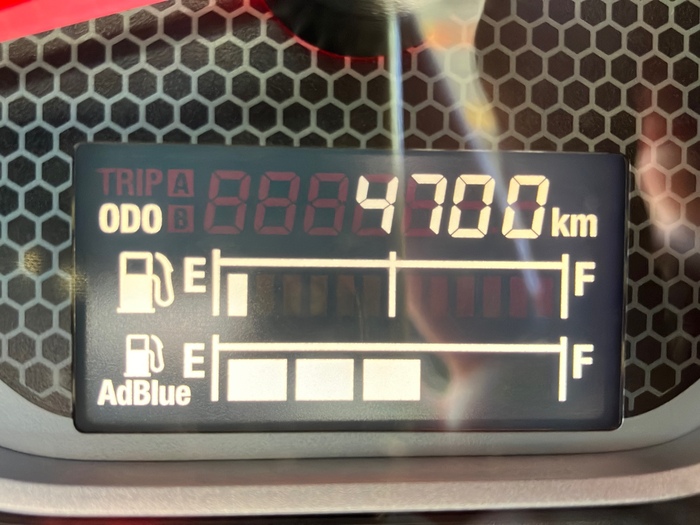 TRIP A
ODO B 4700 km
E F
E F
AdBlue